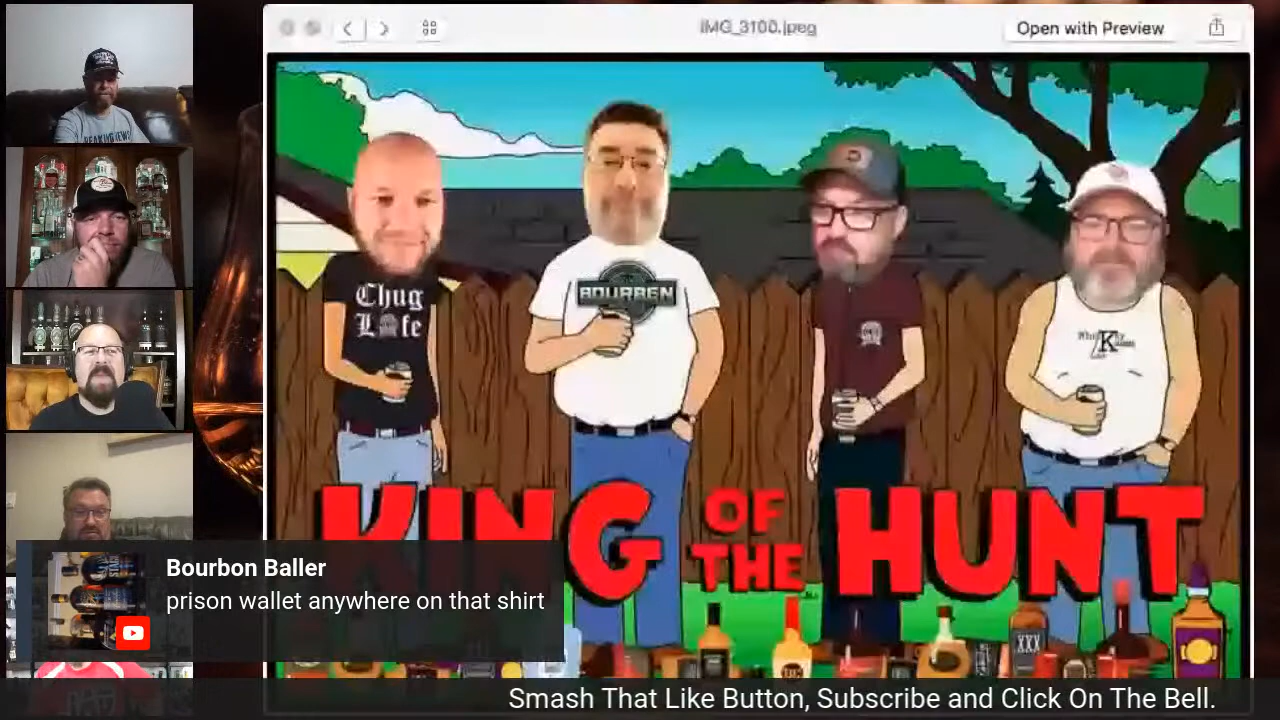 IMG_3100.jpeg
Open with Preview
Chug
Life
BOURBEN
K
KING OF THE HUNT
XXX
Bourbon Baller
prison wallet anywhere on that shirt
Smash That Like Button, Subscribe and Click On The Bell.